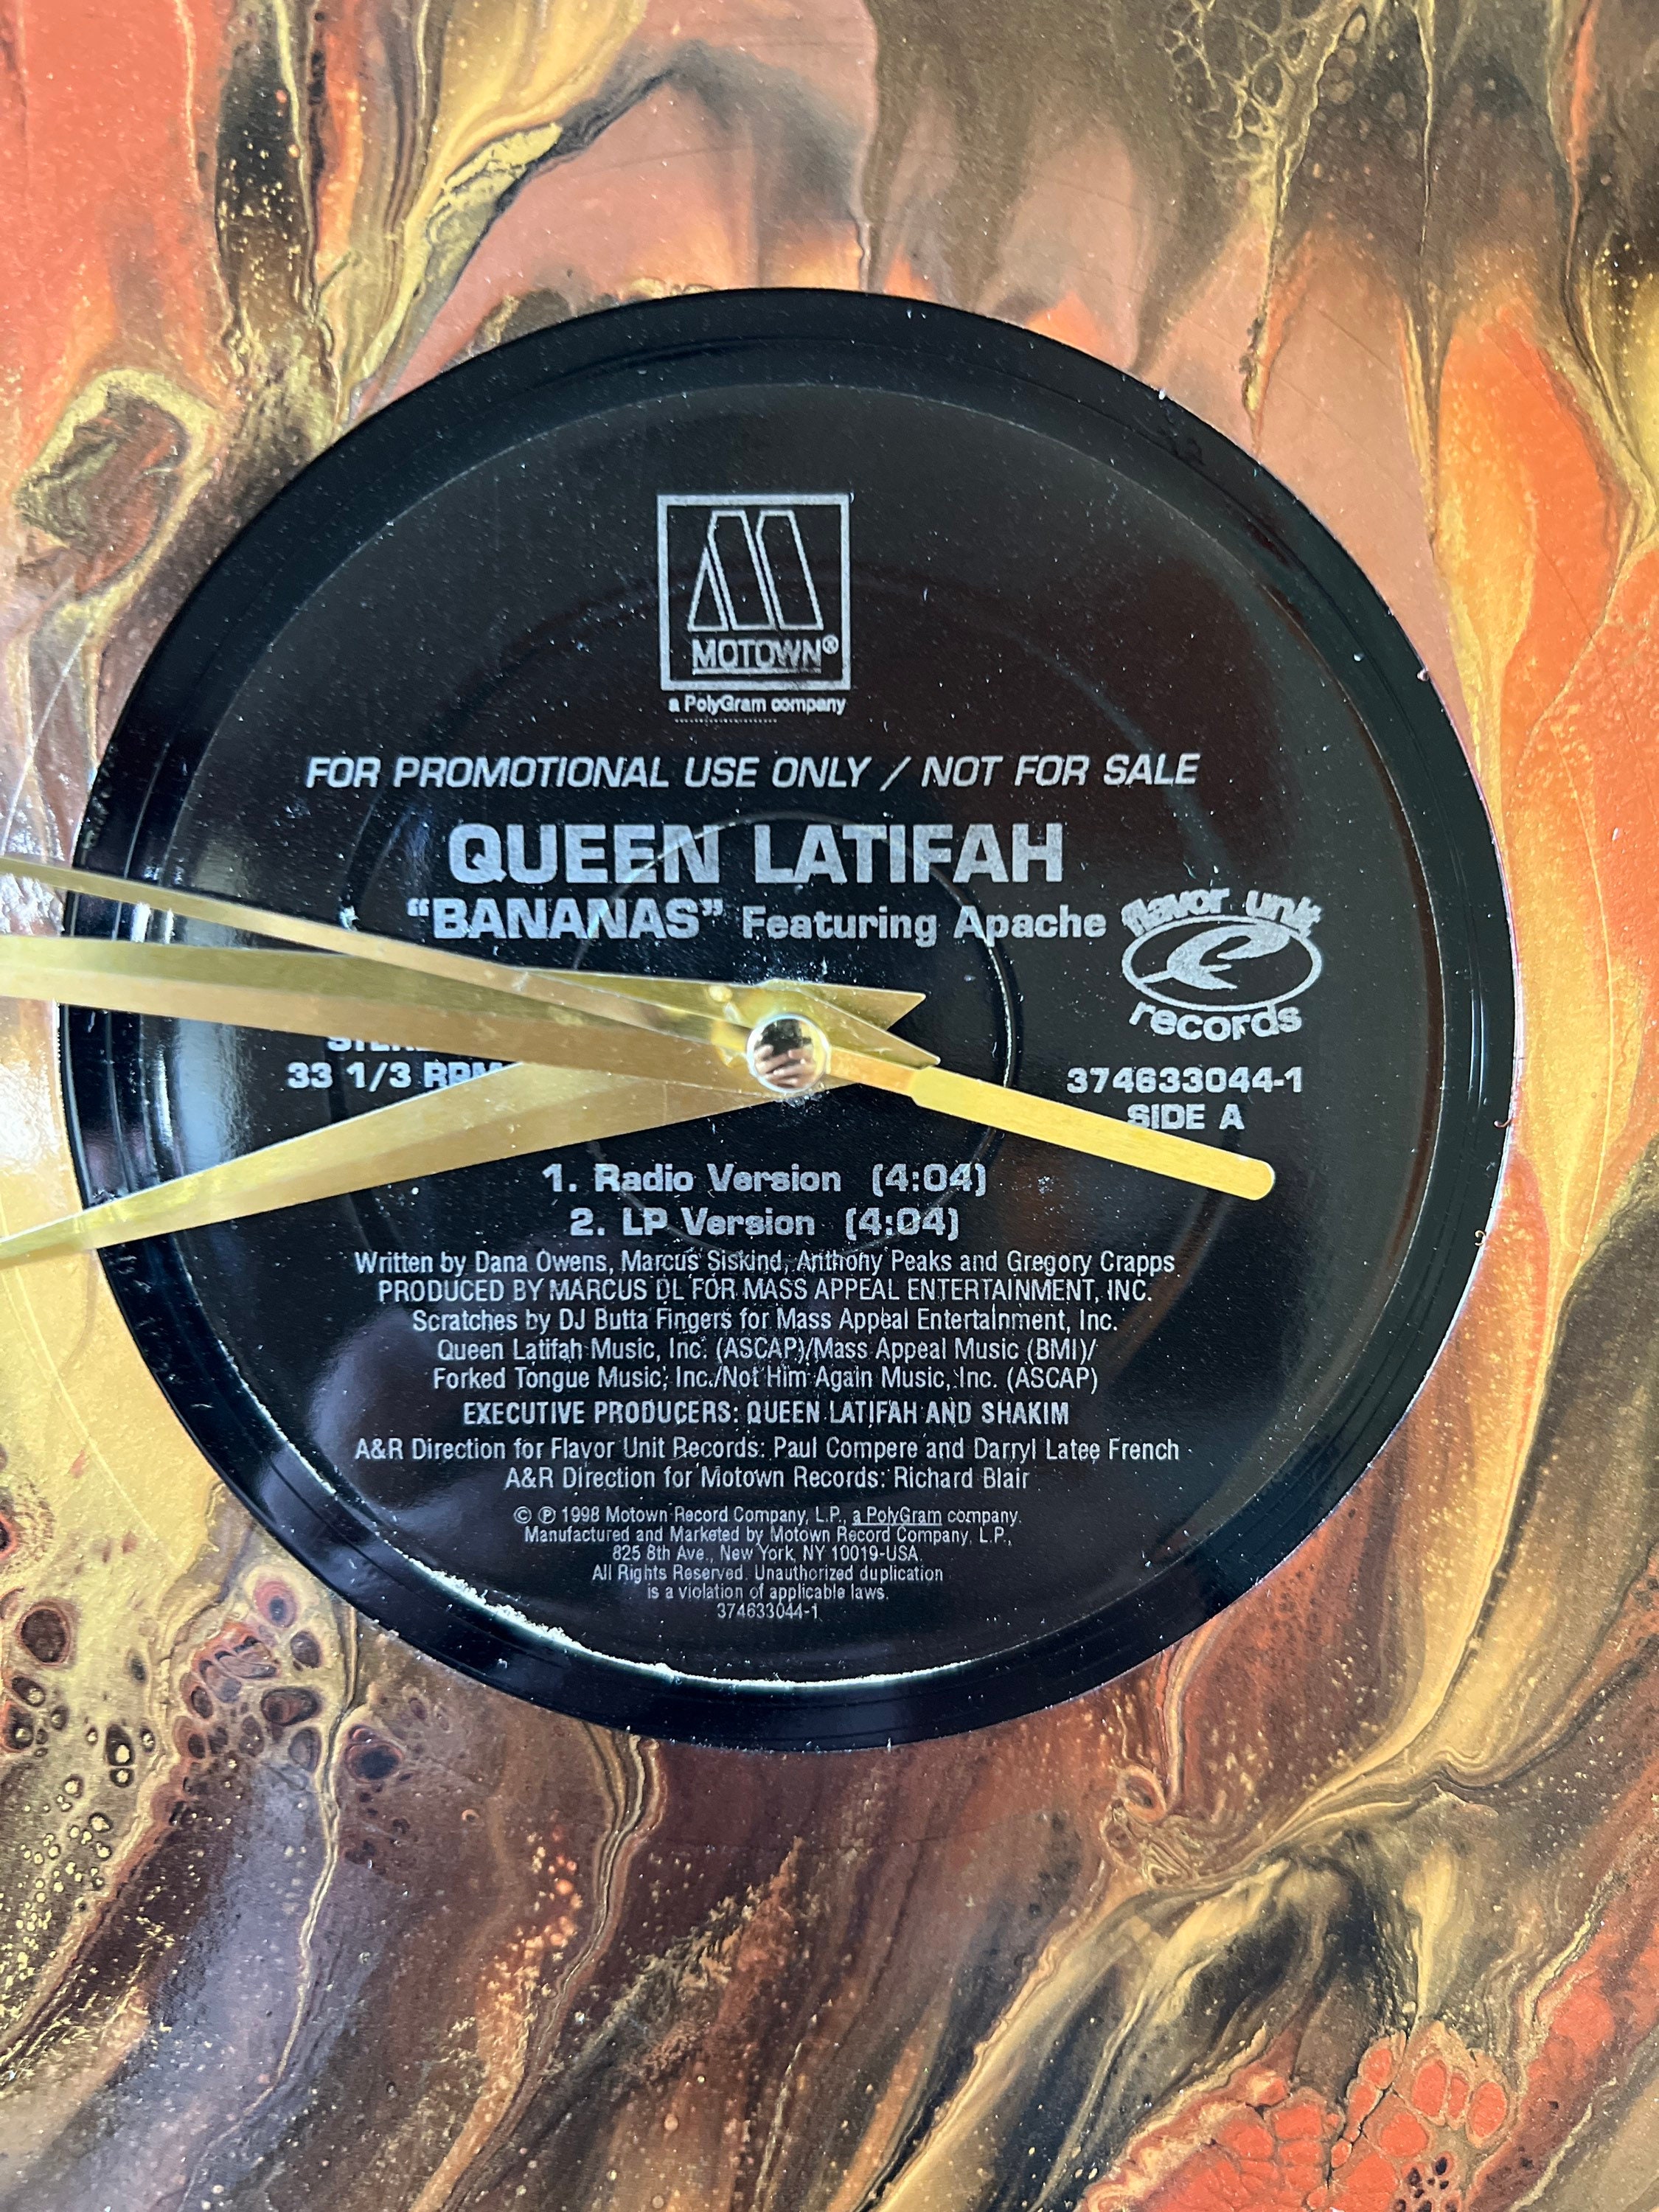 MOTOWN®
a PolyGram company
FOR PROMOTIONAL USE ONLY / NOT FOR SALE
QUEEN LATIFAH
“BANANAS” Featuring Apache
flavor unit
records
33 1/3 RPM
374633044-1
SIDE A
1. Radio Version (4:04)
2. LP Version (4:04)
Written by Dana Owens, Marcus Siskind, Anthony Peaks and Gregory Crapps
PRODUCED BY MARCUS DL FOR MASS APPEAL ENTERTAINMENT, INC.
Scratches by DJ Butta Fingers for Mass Appeal Entertainment, Inc.
Queen Latifah Music, Inc. (ASCAP)/Mass Appeal Music (BMI)/
Forked Tongue Music, Inc./Not Him Again Music, Inc. (ASCAP)
EXECUTIVE PRODUCERS: QUEEN LATIFAH AND SHAKIM
A&R Direction for Flavor Unit Records: Paul Compere and Darryl Latee French
A&R Direction for Motown Records: Richard Blair
© ℗ 1998 Motown Record Company, L.P., a PolyGram company.
Manufactured and Marketed by Motown Record Company, L.P.,
825 8th Ave., New York, NY 10019-USA.
All Rights Reserved. Unauthorized duplication
is a violation of applicable laws.
374633044-1